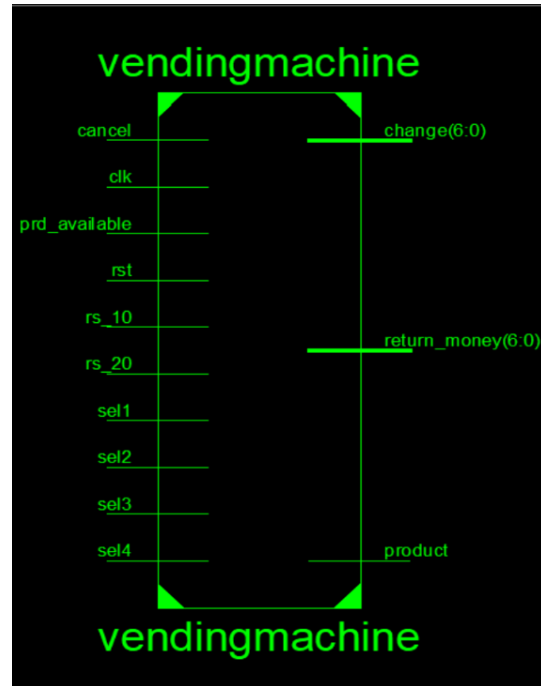 vendingmachine
cancel
change(6:0)
clk
prd_available
rst
rs_10
return_money(6:0)
rs_20
sel1
sel2
sel3
sel4
product
vendingmachine